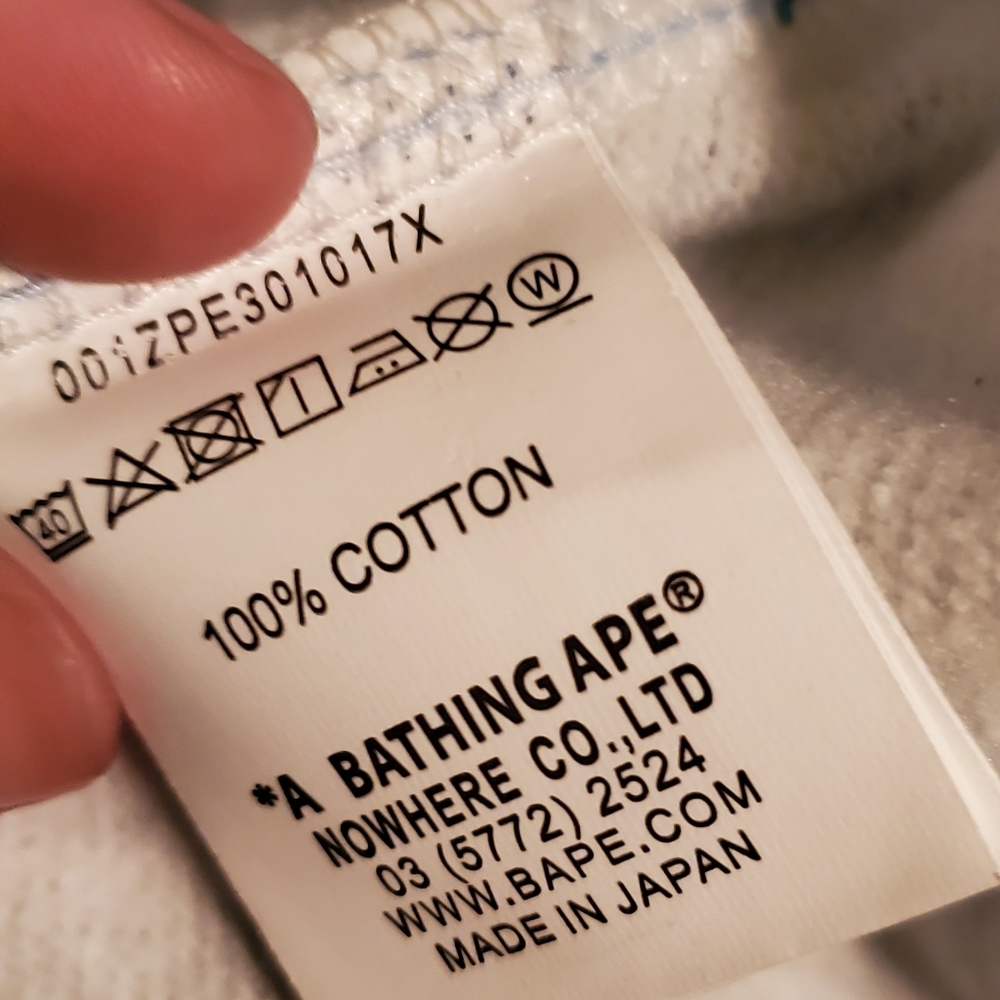 001ZPE301017X
40 W
100% COTTON
*A BATHING APE®
NOWHERE CO.,LTD
03 (5772) 2524
WWW.BAPE.COM
MADE IN JAPAN